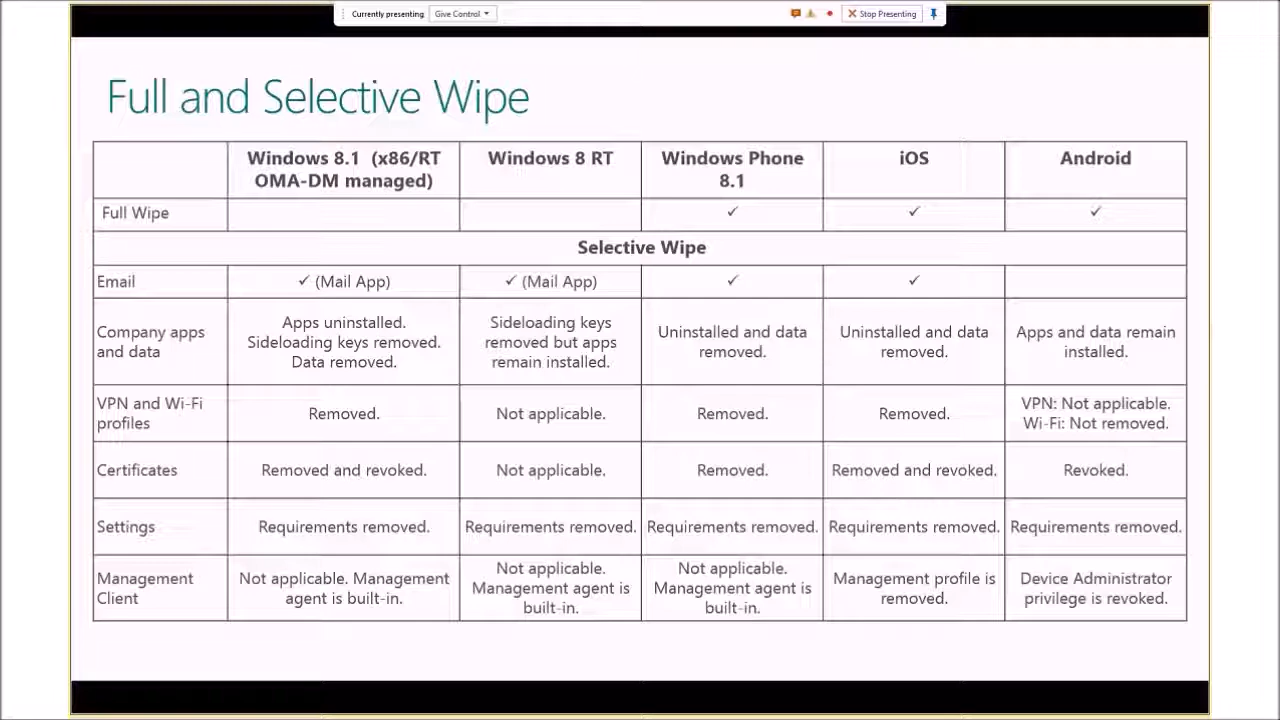 Currently presenting Give Control Stop Presenting
Full and Selective Wipe
Windows 8.1 (x86/RT OMA-DM managed) Windows 8 RT Windows Phone 8.1 iOS Android
Full Wipe ✓ ✓ ✓
Selective Wipe
Email ✓ (Mail App) ✓ (Mail App) ✓ ✓
Company apps and data Apps uninstalled. Sideloading keys removed. Data removed. Sideloading keys removed but apps remain installed. Uninstalled and data removed. Uninstalled and data removed. Apps and data remain installed.
VPN and Wi-Fi profiles Removed. Not applicable. Removed. Removed. VPN: Not applicable. Wi-Fi: Not removed.
Certificates Removed and revoked. Not applicable. Removed. Removed and revoked. Revoked.
Settings Requirements removed. Requirements removed. Requirements removed. Requirements removed. Requirements removed.
Management Client Not applicable. Management agent is built-in. Not applicable. Management agent is built-in. Not applicable. Management agent is built-in. Management profile is removed. Device Administrator privilege is revoked.